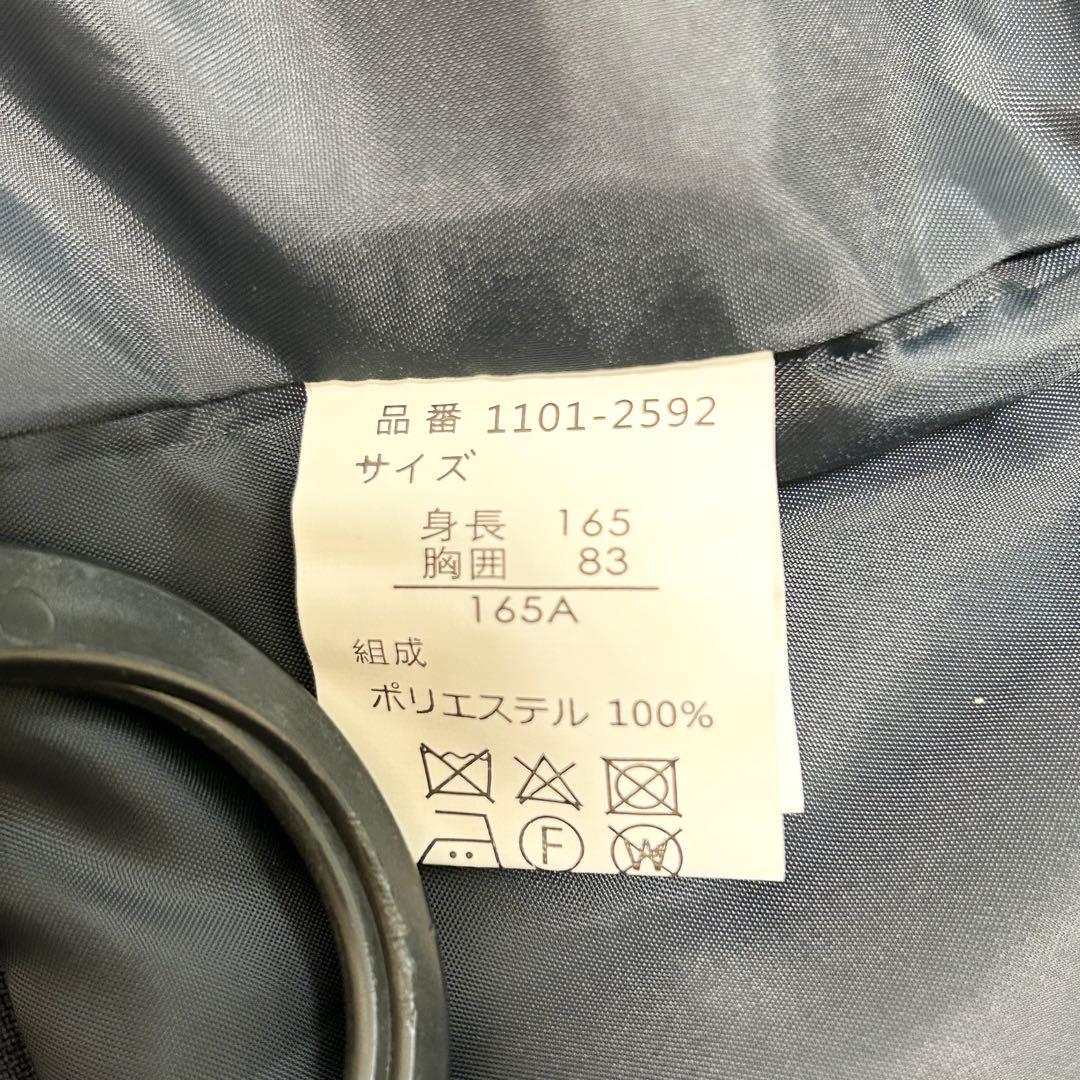 品番 1101-2592
サイズ
身長 165
胸囲 83
165A
組成
ポリエステル 100%
F W